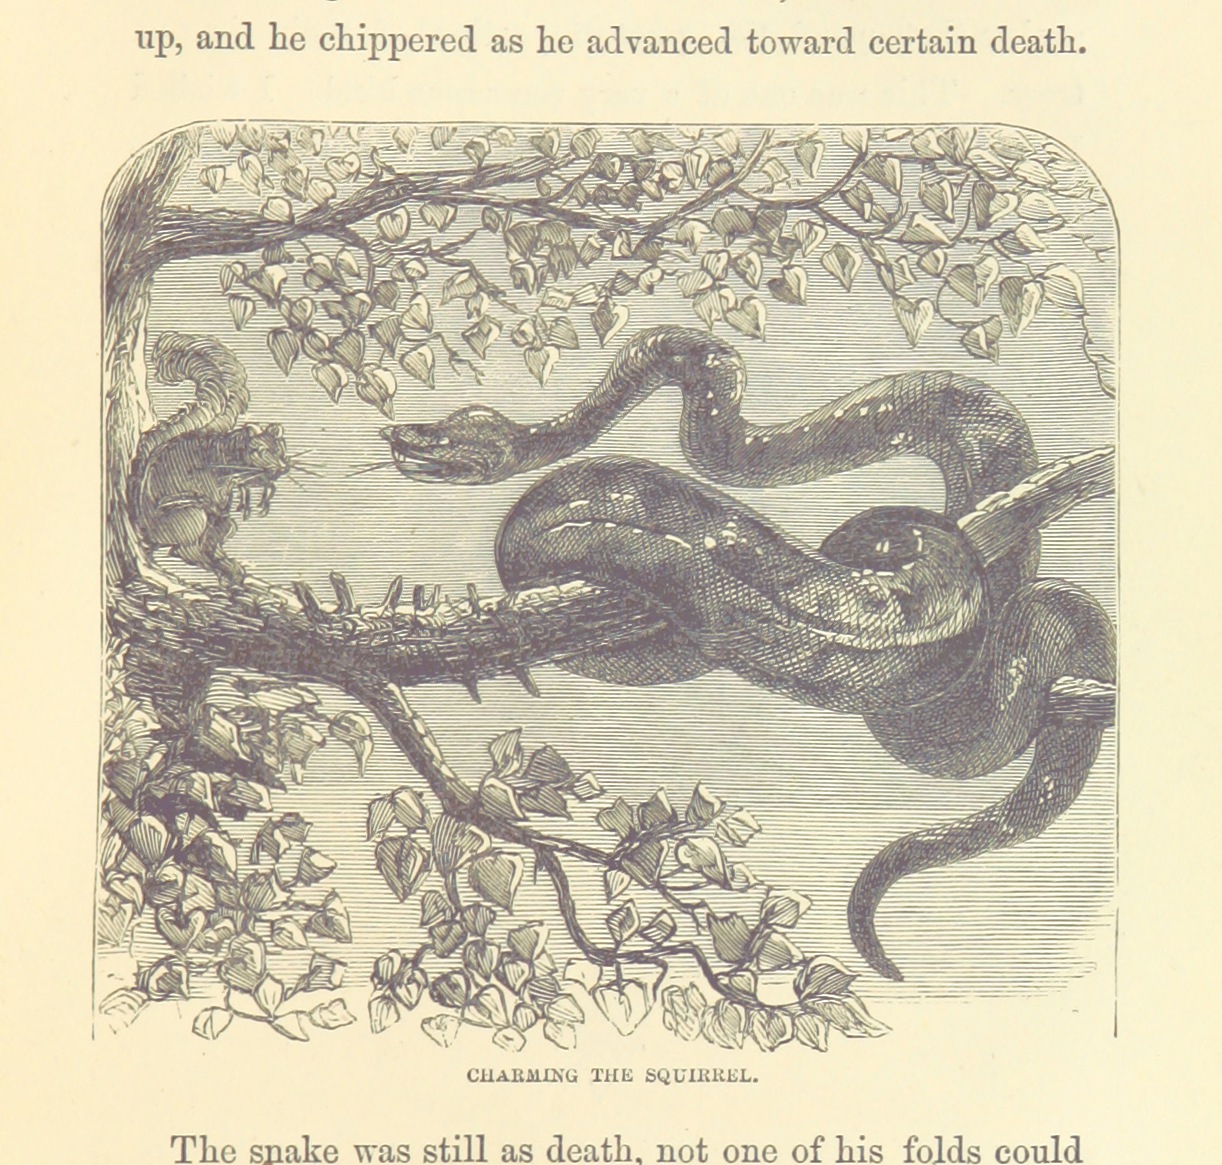 up, and he chippered as he advanced toward certain death.
CHARMING THE SQUIRREL.
The snake was still as death, not one of his folds could